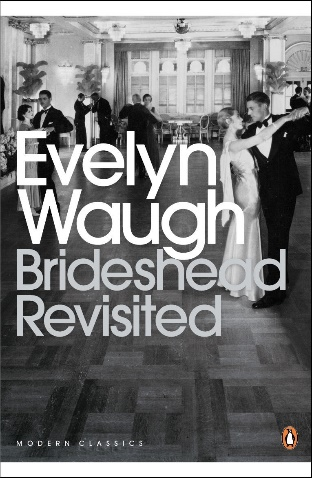 Evelyn
Waugh
Brideshead
Revisited
MODERN CLASSICS